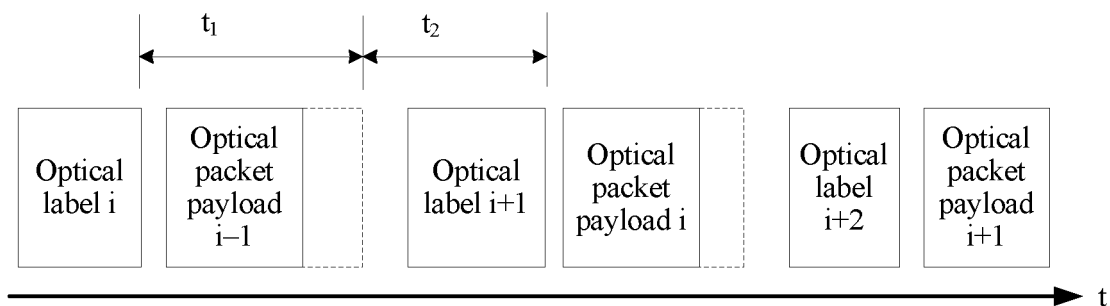 t₁
t₂
Optical
label i
Optical
packet
payload
i–1
Optical
label i+1
Optical
packet
payload i
Optical
label
i+2
Optical
packet
payload
i+1
t